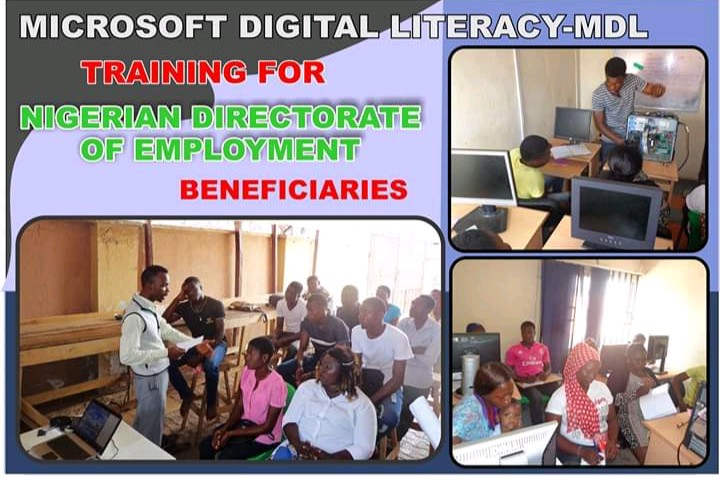 MICROSOFT DIGITAL LITERACY-MDL
TRAINING FOR
NIGERIAN DIRECTORATE
OF EMPLOYMENT
BENEFICIARIES